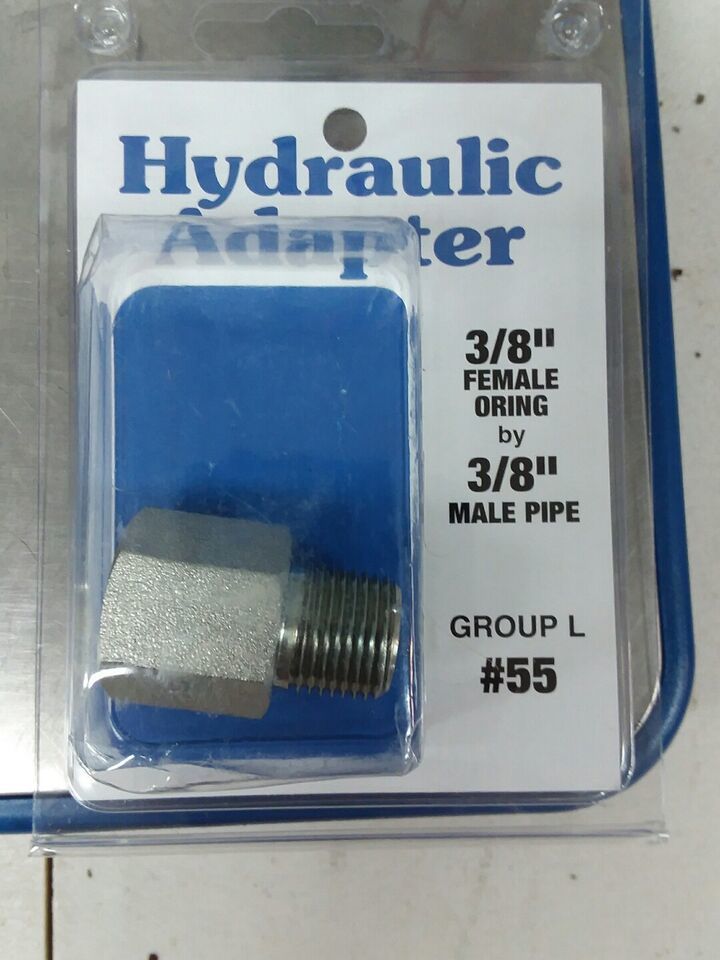 Hydraulic
Adapter
3/8"
FEMALE
ORING
by
3/8"
MALE PIPE
GROUP L
#55